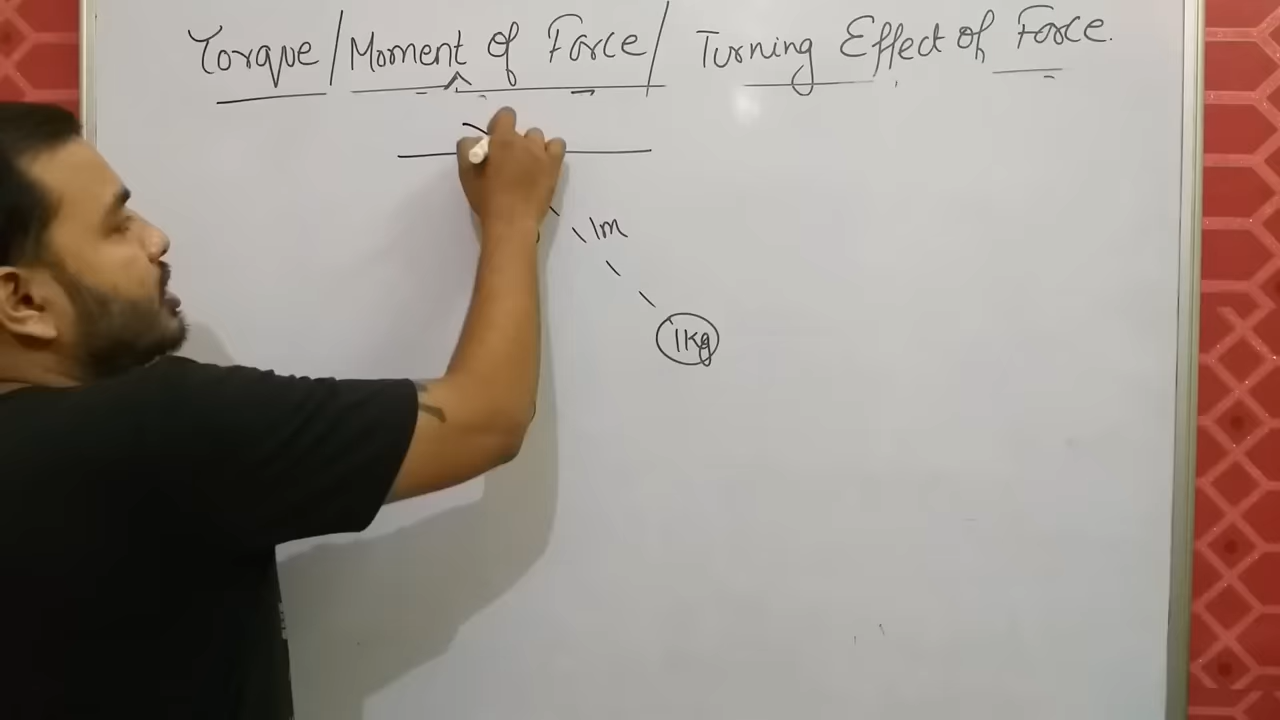 Torque / Moment of Force / Turning Effect of Force.
1m
1Kg